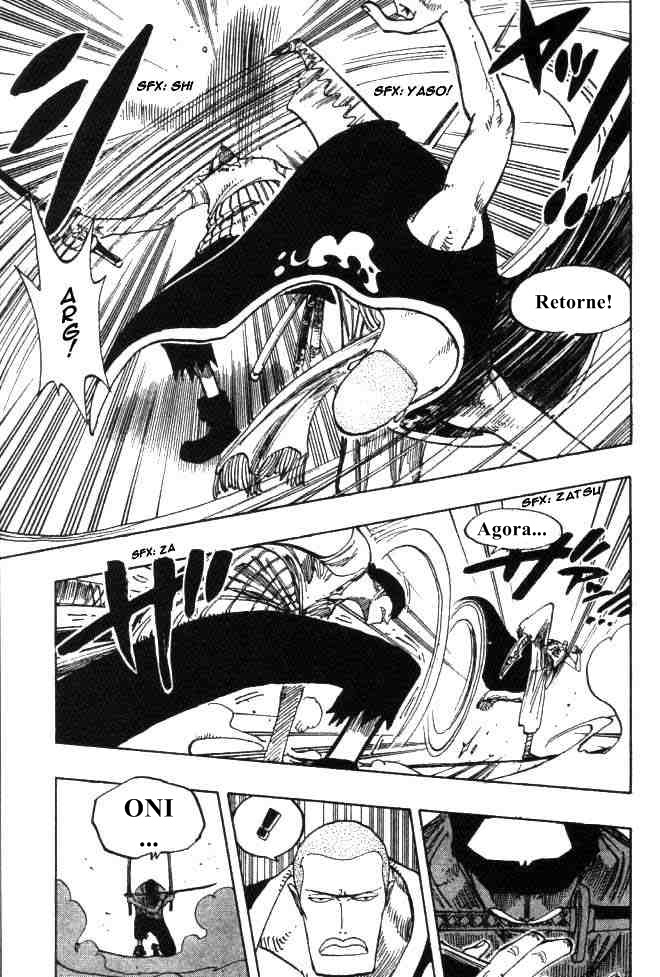 SFX: SHI
SFX: YASO!
Retorne!
ARG!
SFX: ZATSU
Agora...
SFX: ZA
ONI
...
!